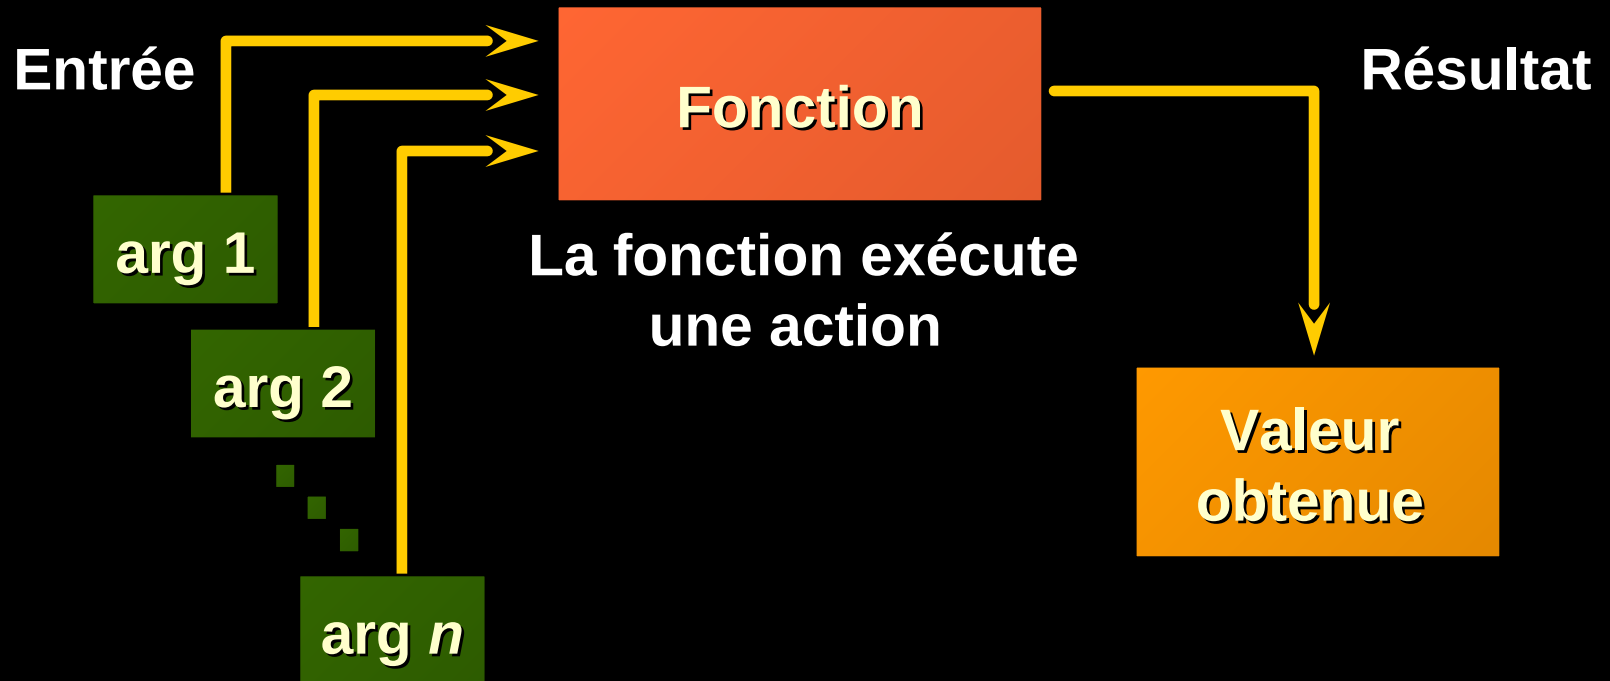 Entrée
Fonction
Résultat
arg 1
La fonction exécute
une action
arg 2
Valeur
obtenue
arg n